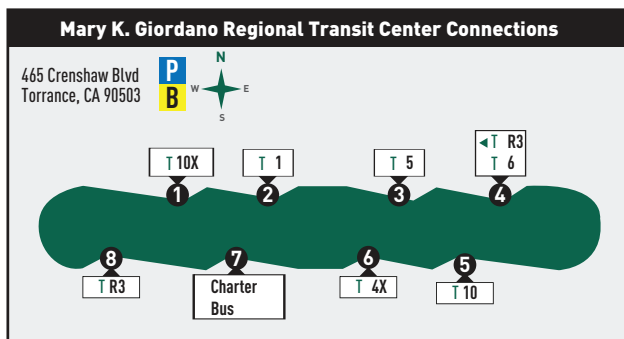 Mary K. Giordano Regional Transit Center Connections
465 Crenshaw Blvd
Torrance, CA 90503
P
B
N
W
E
S
T 10X
T 1
T 5
T R3
T 6
1
2
3
4
8
7
6
5
T R3
Charter
Bus
T 4X
T 10